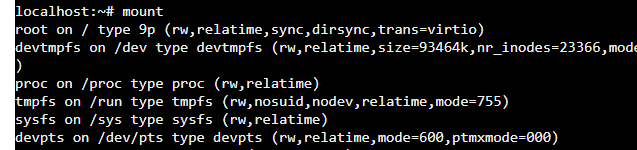 localhost:~# mount
root on / type 9p (rw,relatime,sync,dirsync,trans=virtio)
devtmpfs on /dev type devtmpfs (rw,relatime,size=93464k,nr_inodes=23366,mode
)
proc on /proc type proc (rw,relatime)
tmpfs on /run type tmpfs (rw,nosuid,nodev,relatime,mode=755)
sysfs on /sys type sysfs (rw,relatime)
devpts on /dev/pts type devpts (rw,relatime,mode=600,ptmxmode=000)